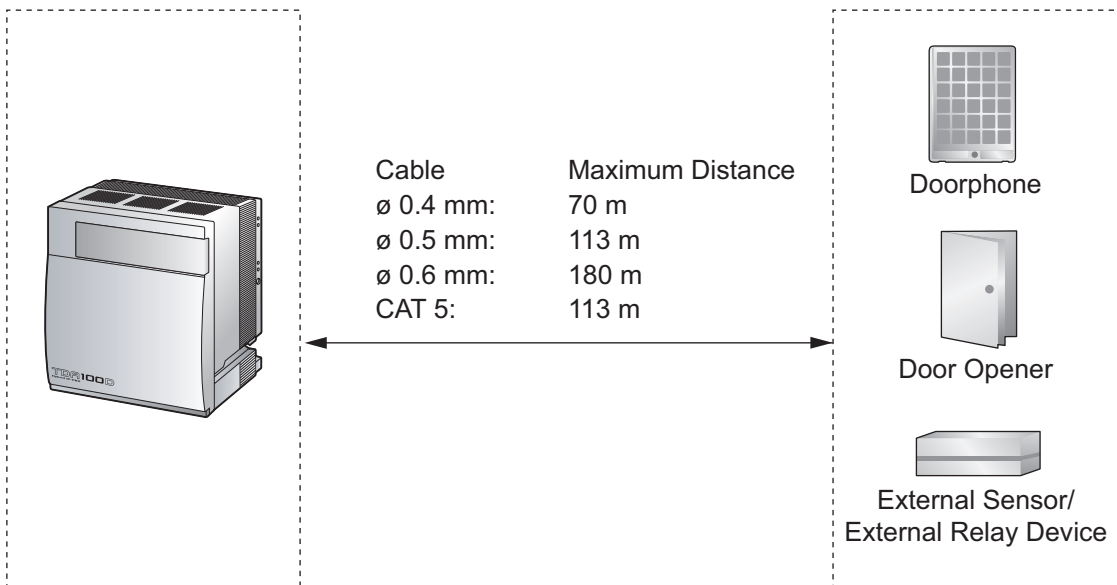 TDA100D
Cable Maximum Distance
ø 0.4 mm: 70 m
ø 0.5 mm: 113 m
ø 0.6 mm: 180 m
CAT 5: 113 m
Doorphone
Door Opener
External Sensor/
External Relay Device